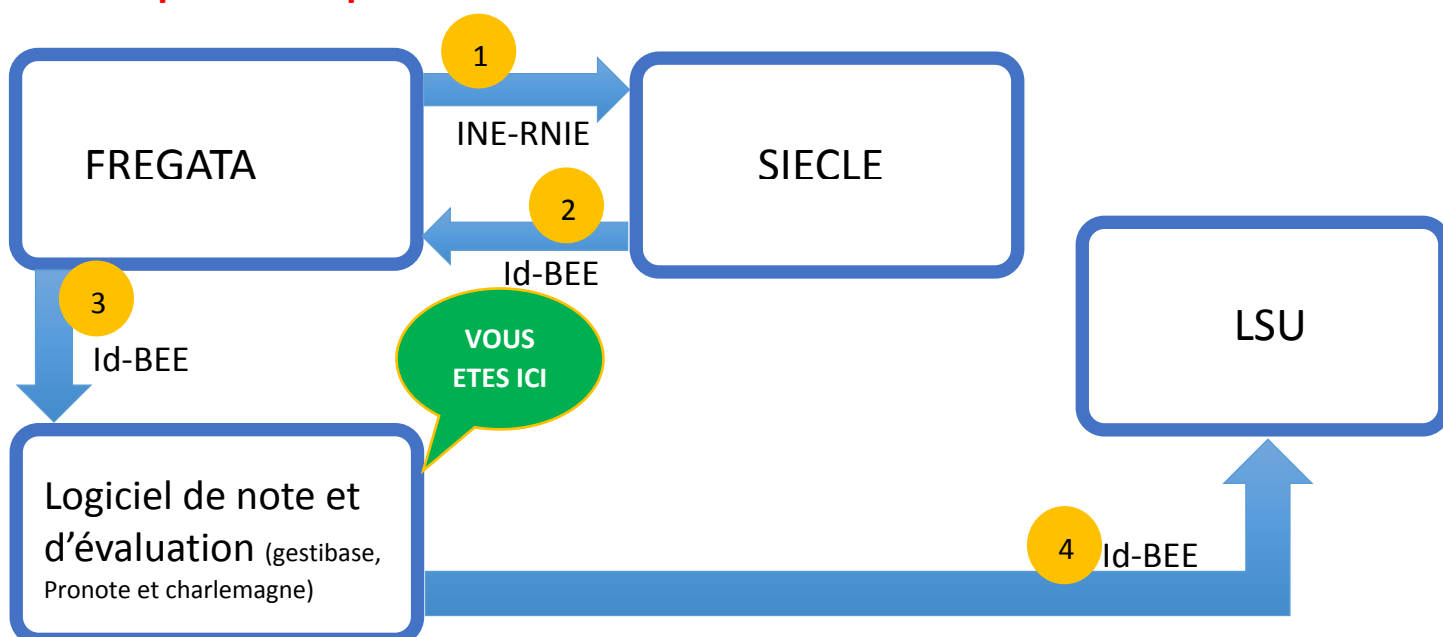 1
INE-RNIE
FREGATA
SIECLE
2
Id-BEE
3
Id-BEE
VOUS
ETES ICI
LSU
Logiciel de note et
d’évaluation (gestibase,
Pronote et charlemagne)
4
Id-BEE